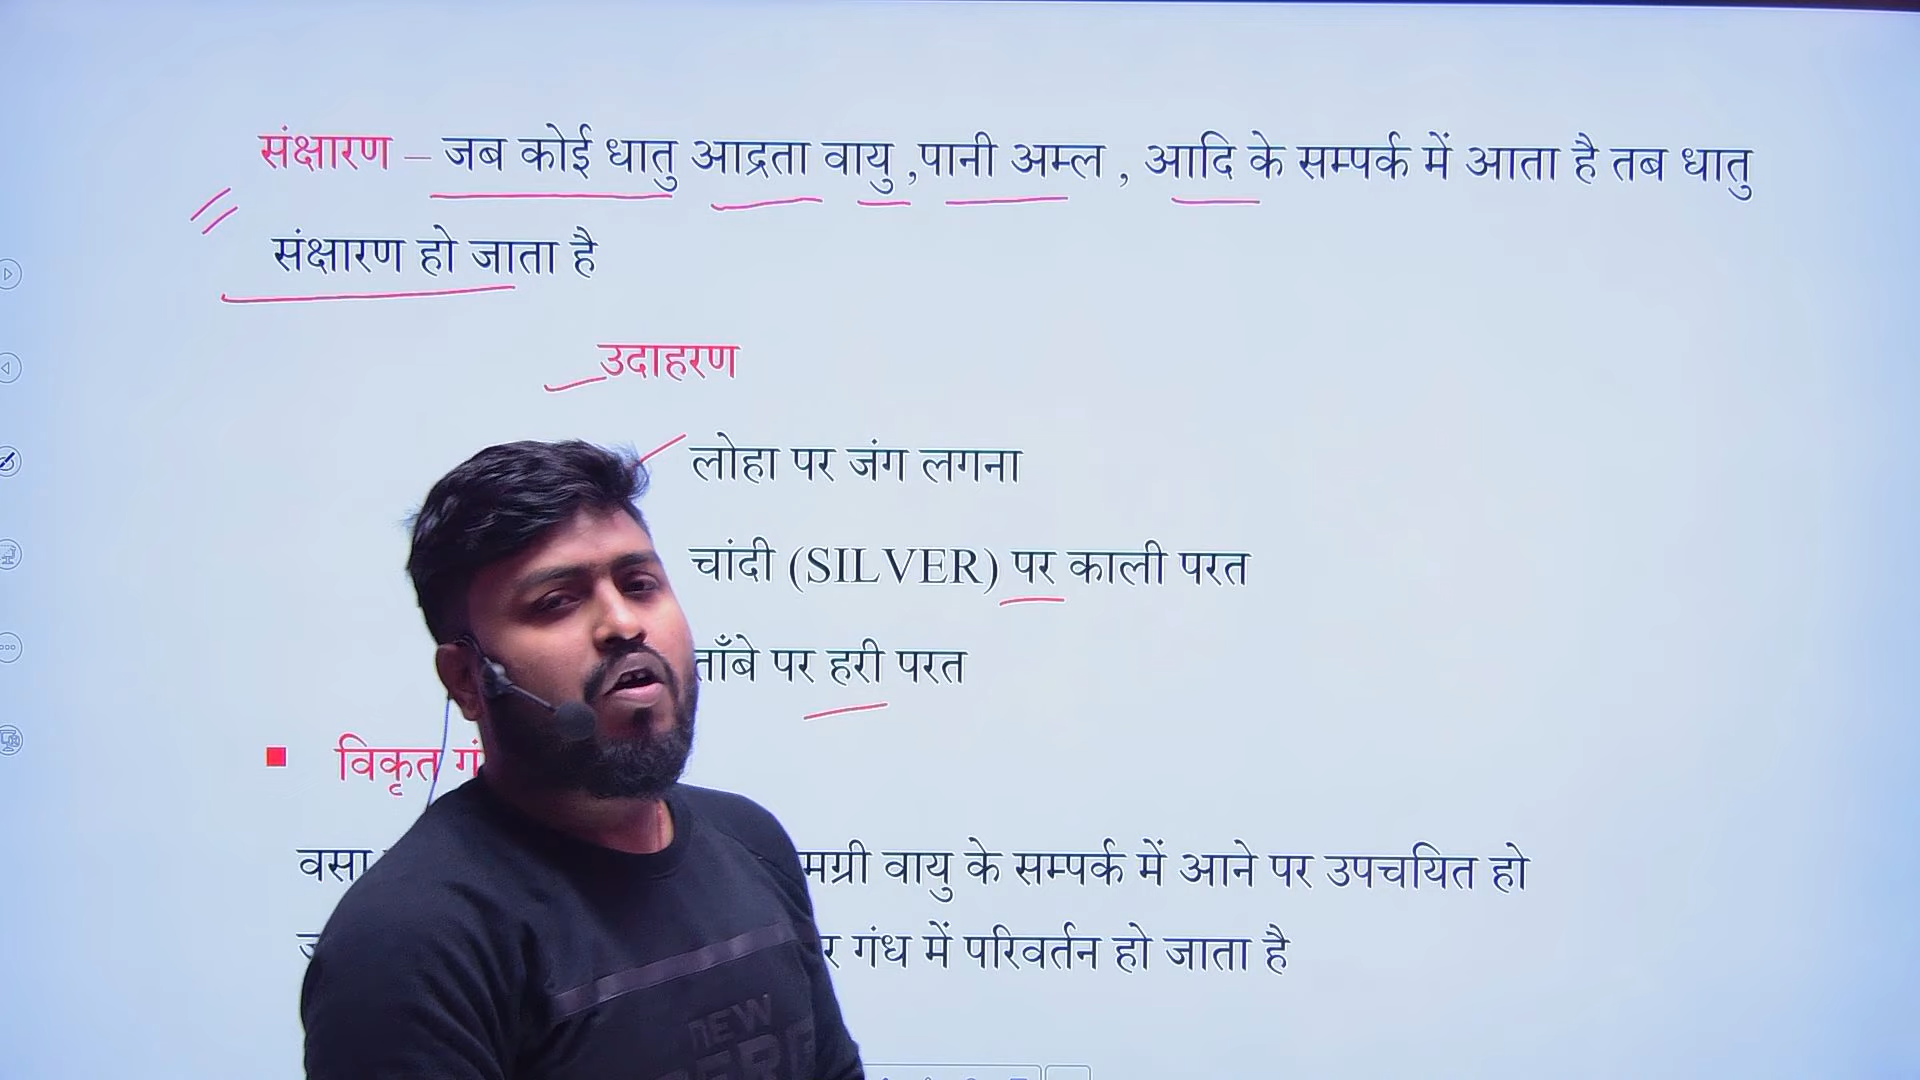 संक्षारण – जब कोई धातु आद्रता वायु ,पानी अम्ल , आदि के सम्पर्क में आता है तब धातु
संक्षारण हो जाता है
उदाहरण
लोहा पर जंग लगना
चांदी (SILVER) पर काली परत
ताँबे पर हरी परत
विकृत
वसा वायु के सम्पर्क में आने पर उपचयित हो
गंध में परिवर्तन हो जाता है
NEW